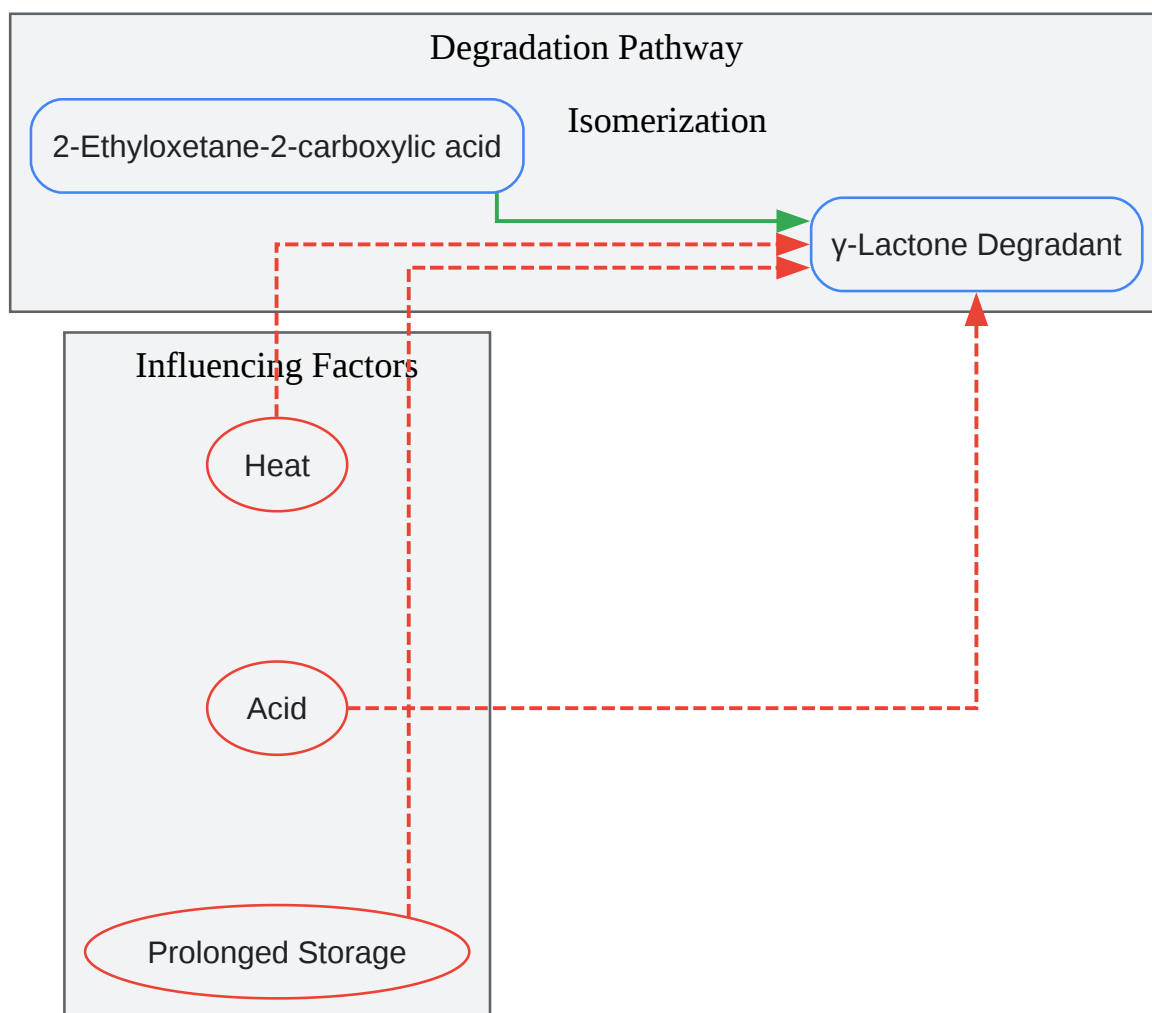 Degradation Pathway
Isomerization
2-Ethyloxetane-2-carboxylic acid
γ-Lactone Degradant
Influencing Factors
Heat
Acid
Prolonged Storage